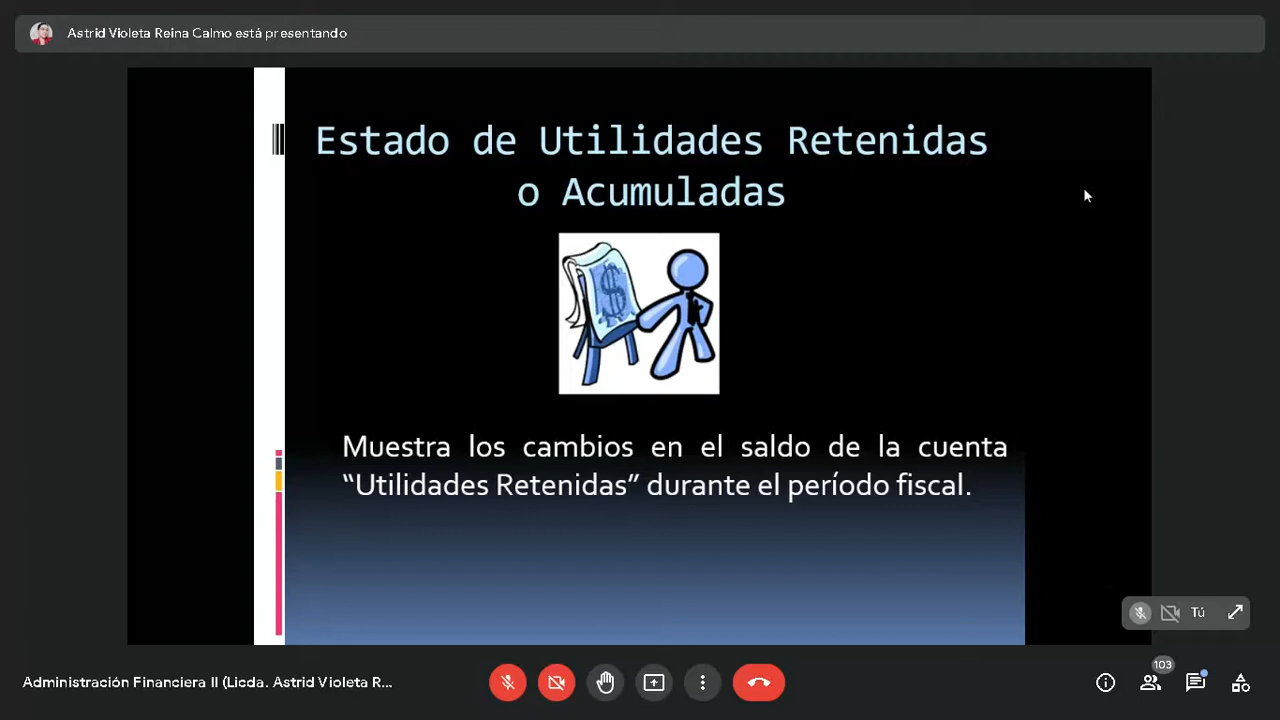 Astrid Violeta Reina Calmo está presentando
Estado de Utilidades Retenidas
o Acumuladas
$
Muestra los cambios en el saldo de la cuenta
“Utilidades Retenidas” durante el período fiscal.
Tú
103
Administración Financiera II (Licda. Astrid Violeta R...